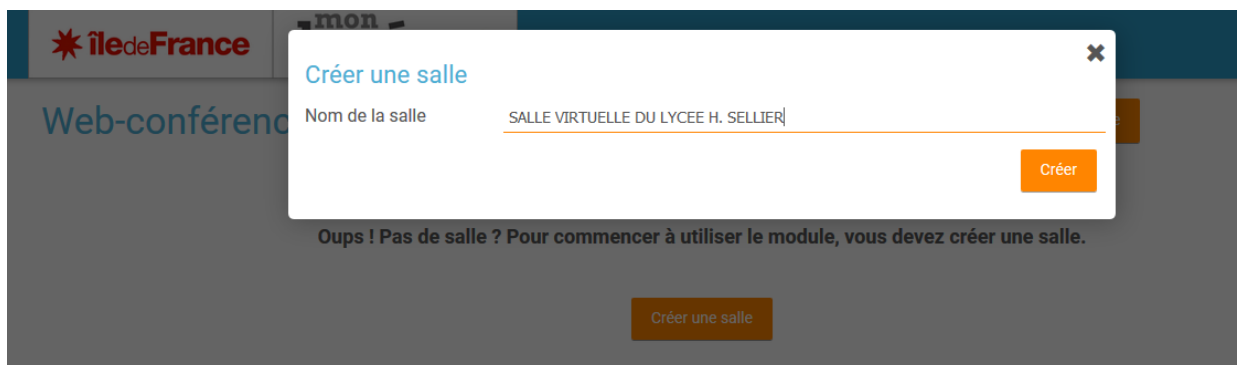 mon
îledeFrance
Créer une salle
Web-conférenc
Nom de la salle
SALLE VIRTUELLE DU LYCEE H. SELLIER
Créer
Oups ! Pas de salle ? Pour commencer à utiliser le module, vous devez créer une salle.
Créer une salle